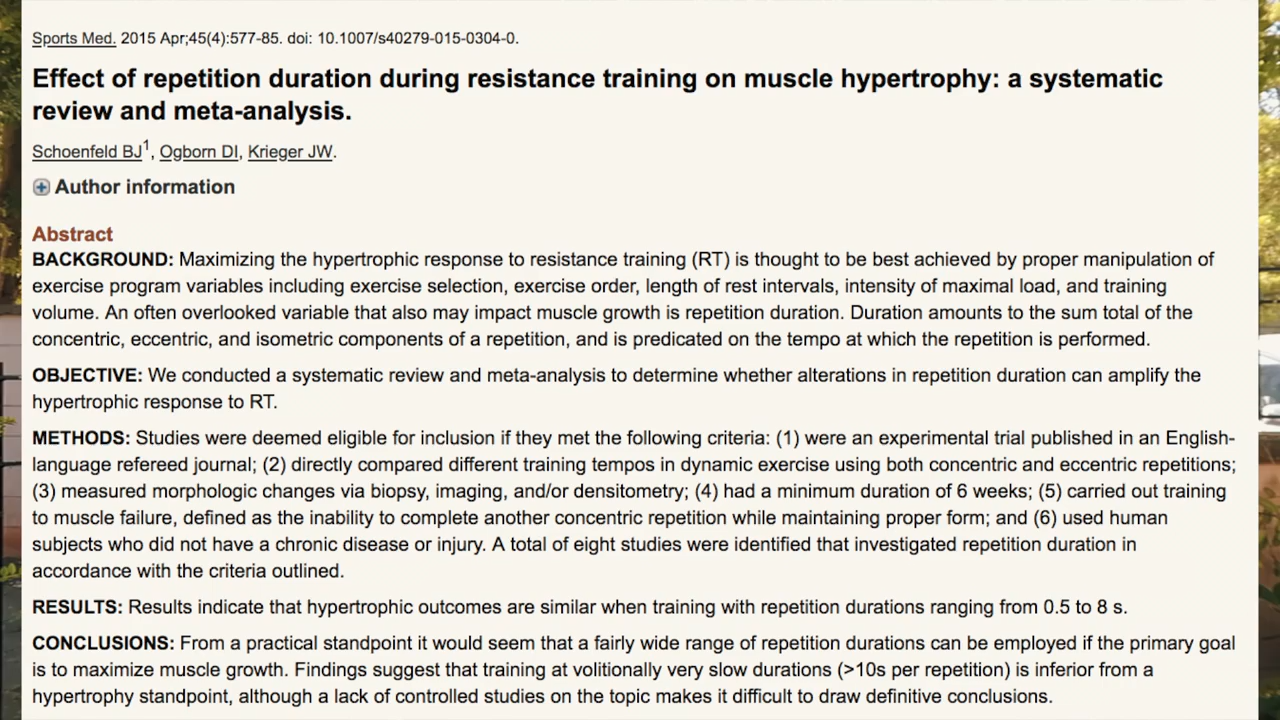 Sports Med. 2015 Apr;45(4):577-85. doi: 10.1007/s40279-015-0304-0.
Effect of repetition duration during resistance training on muscle hypertrophy: a systematic
review and meta-analysis.
Schoenfeld BJ1, Ogborn DI, Krieger JW.
Author information
Abstract
BACKGROUND: Maximizing the hypertrophic response to resistance training (RT) is thought to be best achieved by proper manipulation of
exercise program variables including exercise selection, exercise order, length of rest intervals, intensity of maximal load, and training
volume. An often overlooked variable that also may impact muscle growth is repetition duration. Duration amounts to the sum total of the
concentric, eccentric, and isometric components of a repetition, and is predicated on the tempo at which the repetition is performed.
OBJECTIVE: We conducted a systematic review and meta-analysis to determine whether alterations in repetition duration can amplify the
hypertrophic response to RT.
METHODS: Studies were deemed eligible for inclusion if they met the following criteria: (1) were an experimental trial published in an English-
language refereed journal; (2) directly compared different training tempos in dynamic exercise using both concentric and eccentric repetitions;
(3) measured morphologic changes via biopsy, imaging, and/or densitometry; (4) had a minimum duration of 6 weeks; (5) carried out training
to muscle failure, defined as the inability to complete another concentric repetition while maintaining proper form; and (6) used human
subjects who did not have a chronic disease or injury. A total of eight studies were identified that investigated repetition duration in
accordance with the criteria outlined.
RESULTS: Results indicate that hypertrophic outcomes are similar when training with repetition durations ranging from 0.5 to 8 s.
CONCLUSIONS: From a practical standpoint it would seem that a fairly wide range of repetition durations can be employed if the primary goal
is to maximize muscle growth. Findings suggest that training at volitionally very slow durations (>10s per repetition) is inferior from a
hypertrophy standpoint, although a lack of controlled studies on the topic makes it difficult to draw definitive conclusions.